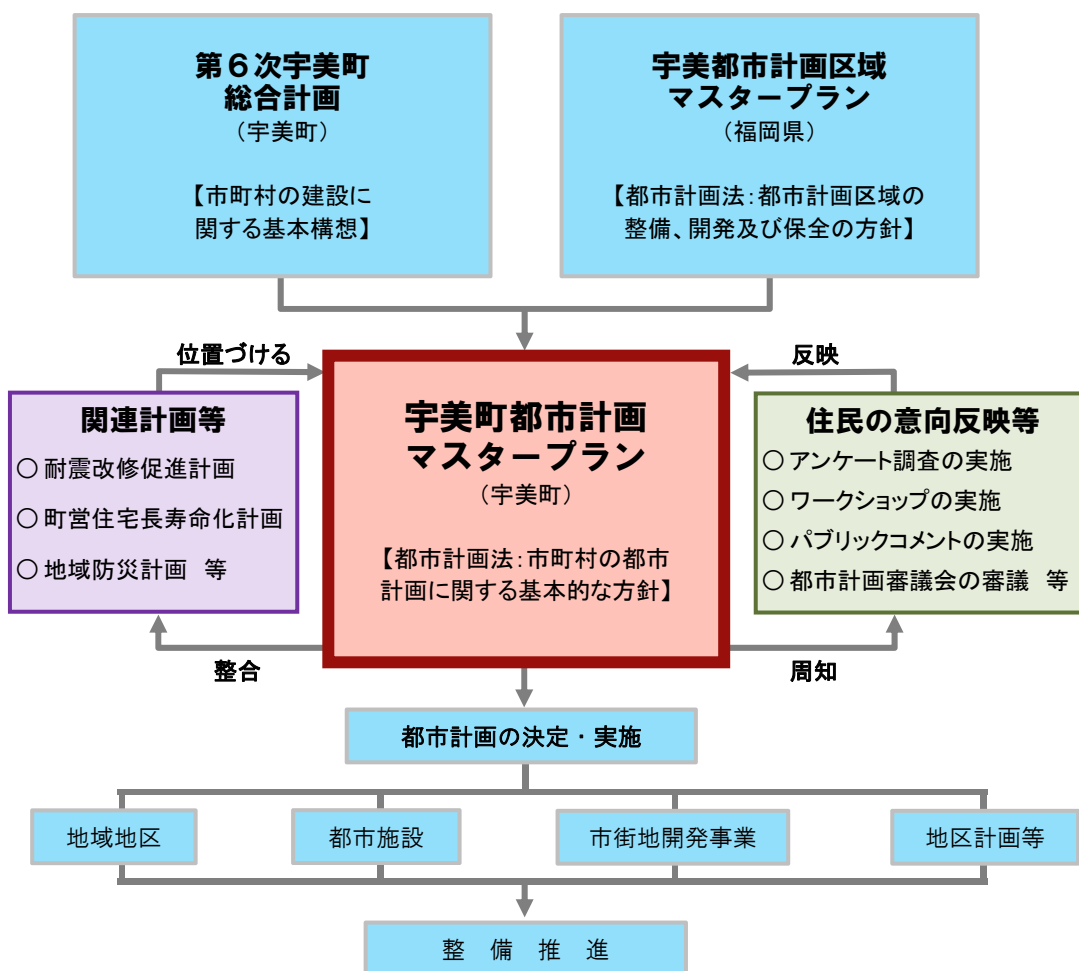 第６次宇美町
総合計画
（宇美町）
【市町村の建設に
関する基本構想】
宇美都市計画区域
マスタープラン
（福岡県）
【都市計画法：都市計画区域の
整備、開発及び保全の方針】
位置づける
反映
関連計画等
○ 耐震改修促進計画
○ 町営住宅長寿命化計画
○ 地域防災計画　等
宇美町都市計画
マスタープラン
（宇美町）
【都市計画法：市町村の都市
計画に関する基本的な方針】
住民の意向反映等
○ アンケート調査の実施
○ ワークショップの実施
○ パブリックコメントの実施
○ 都市計画審議会の審議　等
整合
周知
都市計画の決定・実施
地域地区
都市施設
市街地開発事業
地区計画等
整　備　推　進